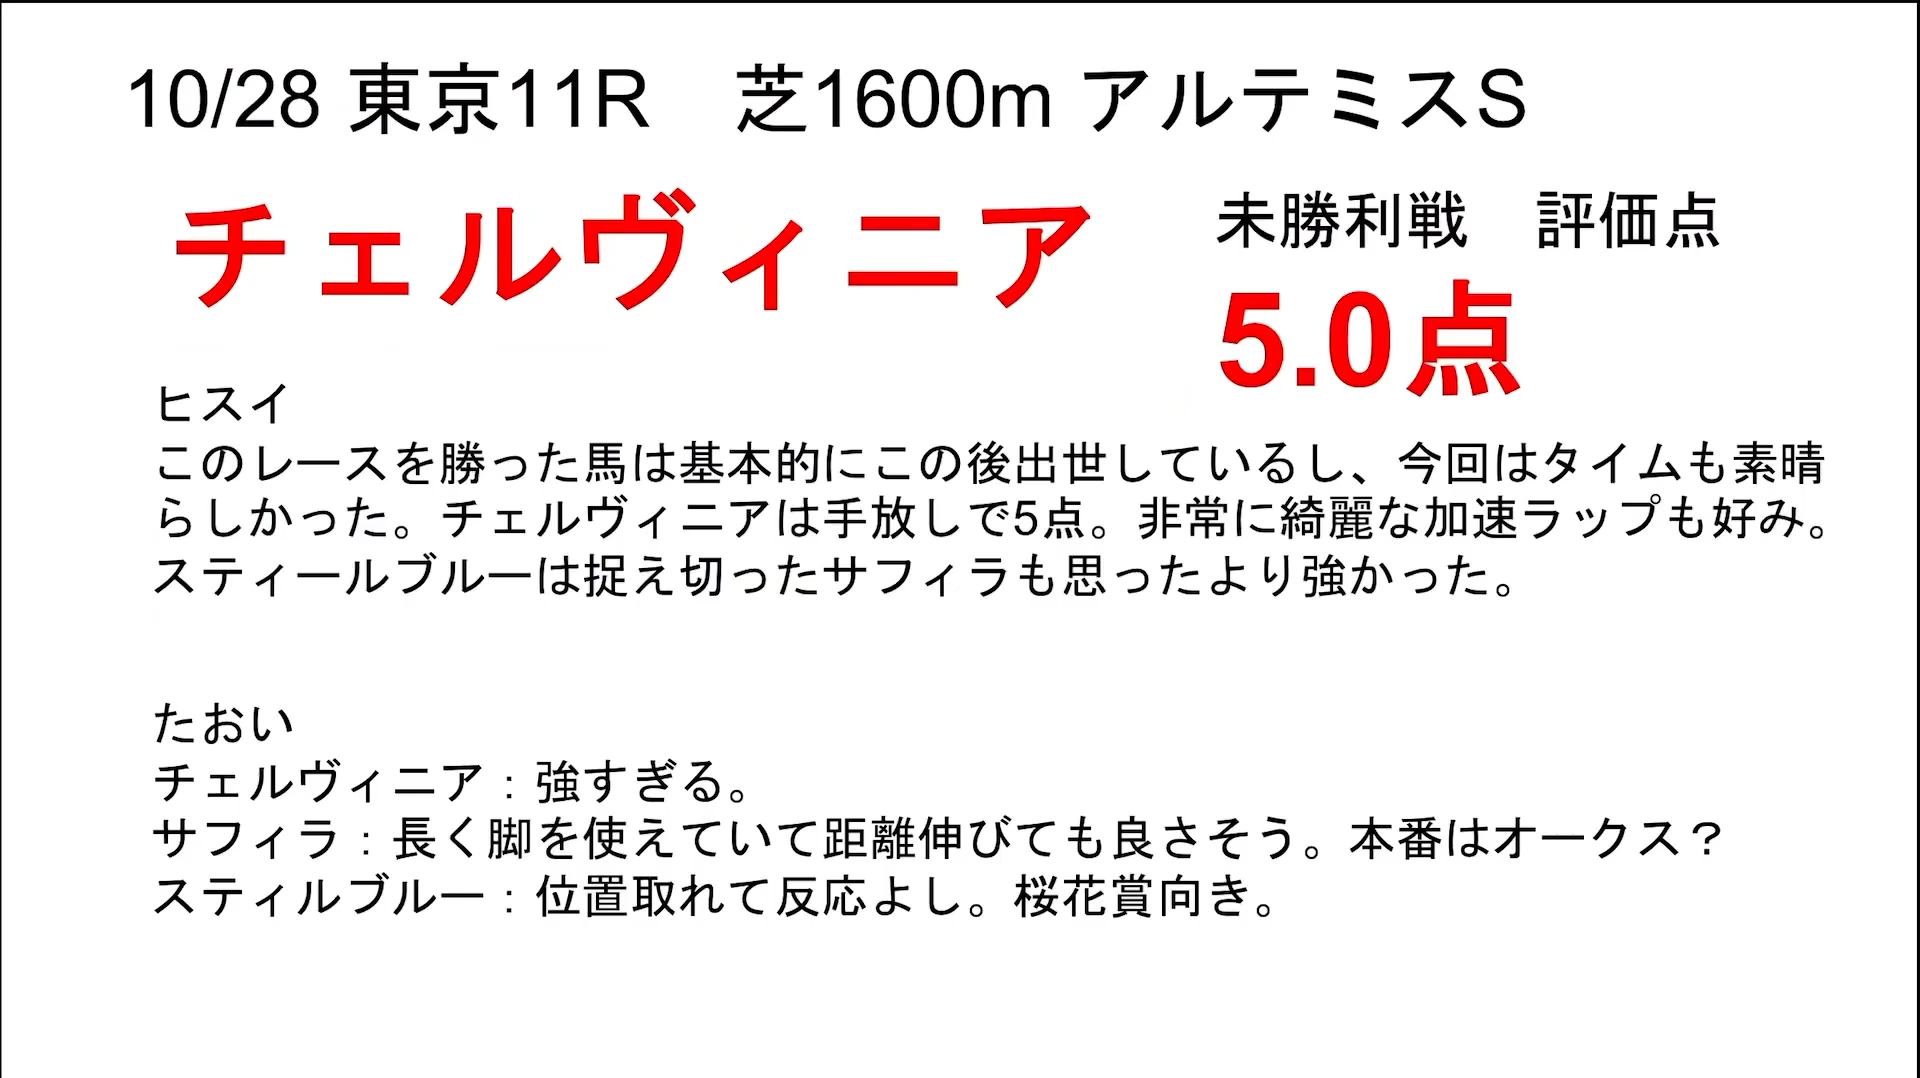 10/28 東京11R　芝1600m アルテミスS
チェルヴィニア
未勝利戦　評価点
5.0点
ヒスイ
このレースを勝った馬は基本的にこの後出世しているし、今回はタイムも素晴
らしかった。チェルヴィニアは手放しで5点。非常に綺麗な加速ラップも好み。
スティールブルーは捉え切ったサフィラも思ったより強かった。
たおい
チェルヴィニア：強すぎる。
サフィラ：長く脚を使えていて距離伸びても良さそう。本番はオークス？
スティルブルー：位置取れて反応よし。桜花賞向き。